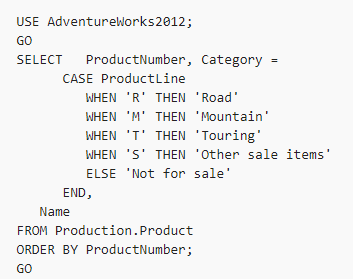 USE AdventureWorks2012;
GO
SELECT   ProductNumber, Category =
      CASE ProductLine
         WHEN 'R' THEN 'Road'
         WHEN 'M' THEN 'Mountain'
         WHEN 'T' THEN 'Touring'
         WHEN 'S' THEN 'Other sale items'
         ELSE 'Not for sale'
      END,
   Name
FROM Production.Product
ORDER BY ProductNumber;
GO